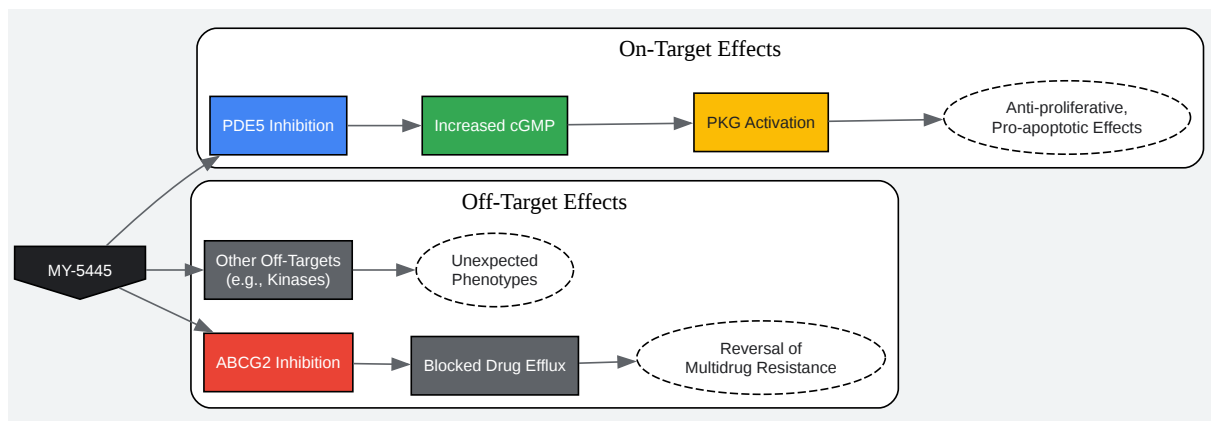 On-Target Effects
PDE5 Inhibition
Increased cGMP
PKG Activation
Anti-proliferative,
Pro-apoptotic Effects
Off-Target Effects
MY-5445
Other Off-Targets
(e.g., Kinases)
Unexpected
Phenotypes
ABCG2 Inhibition
Blocked Drug Efflux
Reversal of
Multidrug Resistance